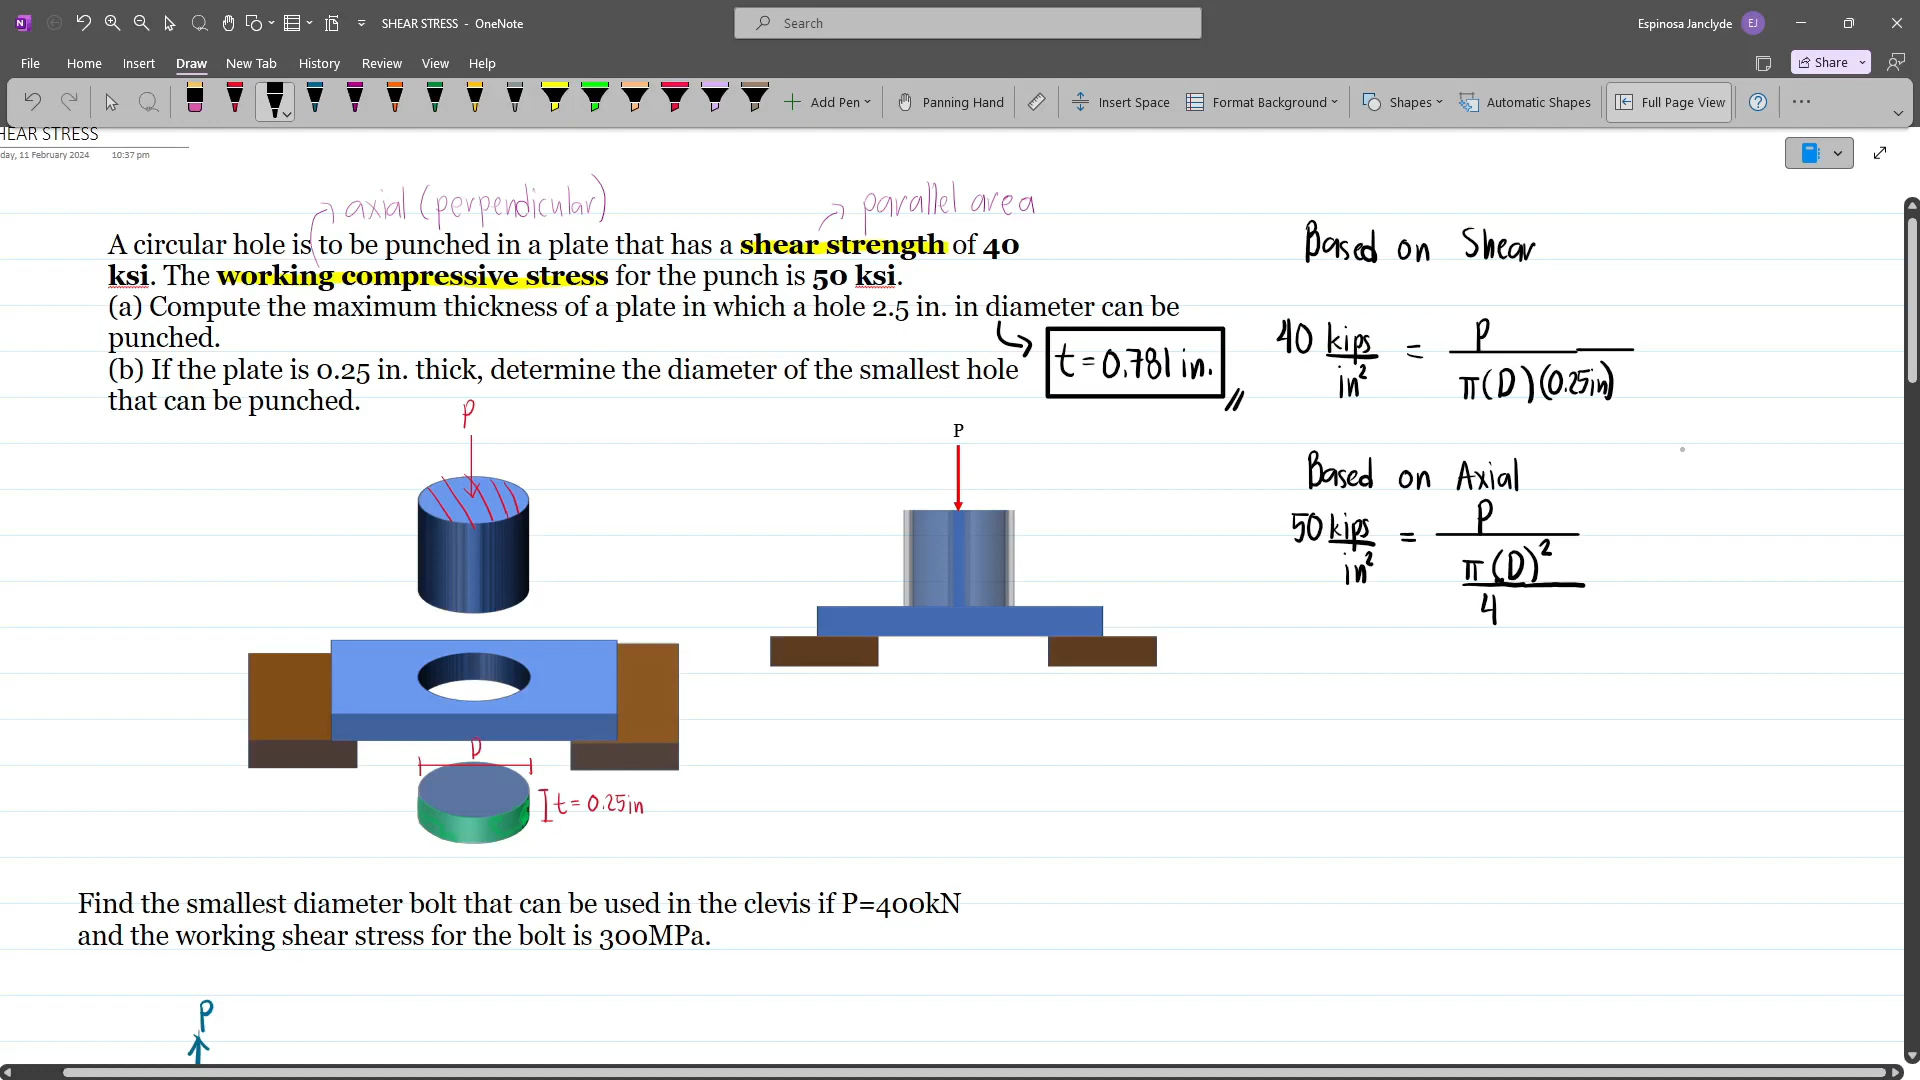 SHEAR STRESS - OneNote
Search
Espinosa Janclyde
EJ
File Home Insert Draw New Tab History Review View Help
Share
Add Pen
Panning Hand
Insert Space
Format Background
Shapes
Automatic Shapes
Full Page View
HEAR STRESS
day, 11 February 2024 10:37 pm
axial (perpendicular)
parallel area
A circular hole is to be punched in a plate that has a shear strength of 40
ksi. The working compressive stress for the punch is 50 ksi.
(a) Compute the maximum thickness of a plate in which a hole 2.5 in. in diameter can be
punched.
(b) If the plate is 0.25 in. thick, determine the diameter of the smallest hole
that can be punched.
t = 0.781 in.
Based on Shear
40 kips/in² = P / π(D)(0.25in)
Based on Axial
50 kips/in² = P / π(D)²/4
P
P
D
t = 0.25in
Find the smallest diameter bolt that can be used in the clevis if P=400kN
and the working shear stress for the bolt is 300MPa.
P